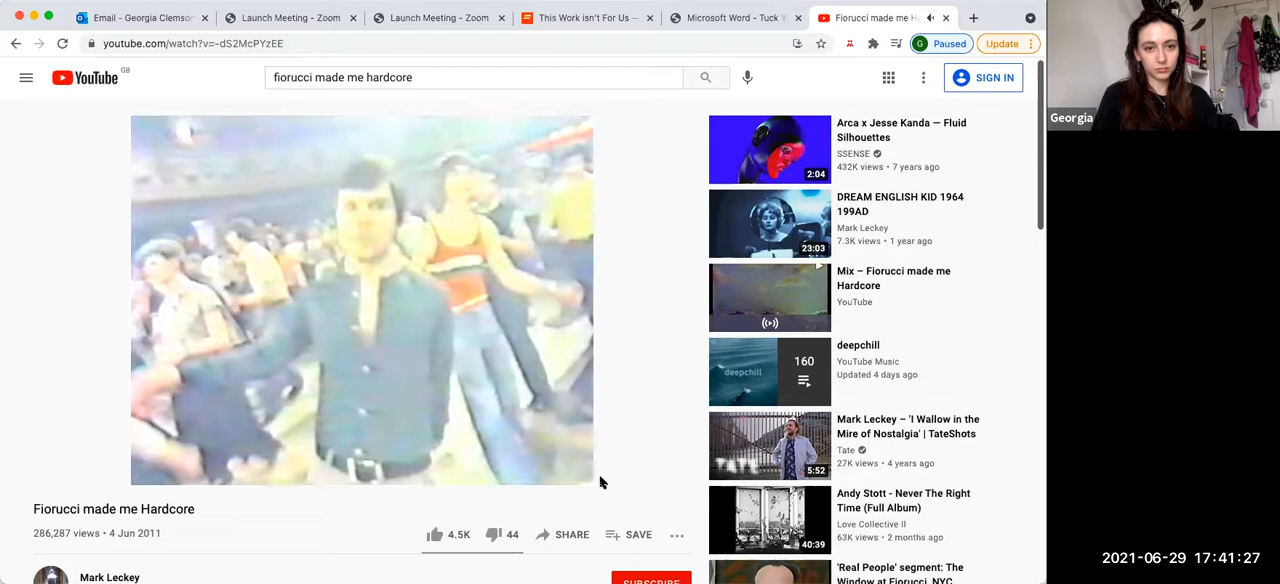 Email - Georgia Clemson
Launch Meeting - Zoom
Launch Meeting - Zoom
This Work isn't For Us —
Microsoft Word - Tuck
Fiorucci made me H
youtube.com/watch?v=-dS2McPYzEE
G Paused
Update
YouTube GB
fiorucci made me hardcore
SIGN IN
Georgia
Arca x Jesse Kanda — Fluid
Silhouettes
SSENSE
432K views • 7 years ago
2:04
DREAM ENGLISH KID 1964
199AD
Mark Leckey
7.3K views • 1 year ago
23:03
Mix – Fiorucci made me
Hardcore
YouTube
deepchill
160
deepchill
YouTube Music
Updated 4 days ago
Mark Leckey – 'I Wallow in the
Mire of Nostalgia' | TateShots
Tate
27K views • 4 years ago
TATE
5:52
Andy Stott - Never The Right
Time (Full Album)
Love Collective II
63K views • 2 months ago
40:39
'Real People' segment: The
Window at Fiorucci, NYC
Fiorucci made me Hardcore
286,287 views • 4 Jun 2011
4.5K
44
SHARE
SAVE
Mark Leckey
SUBSCRIBE
2021-06-29 17:41:27